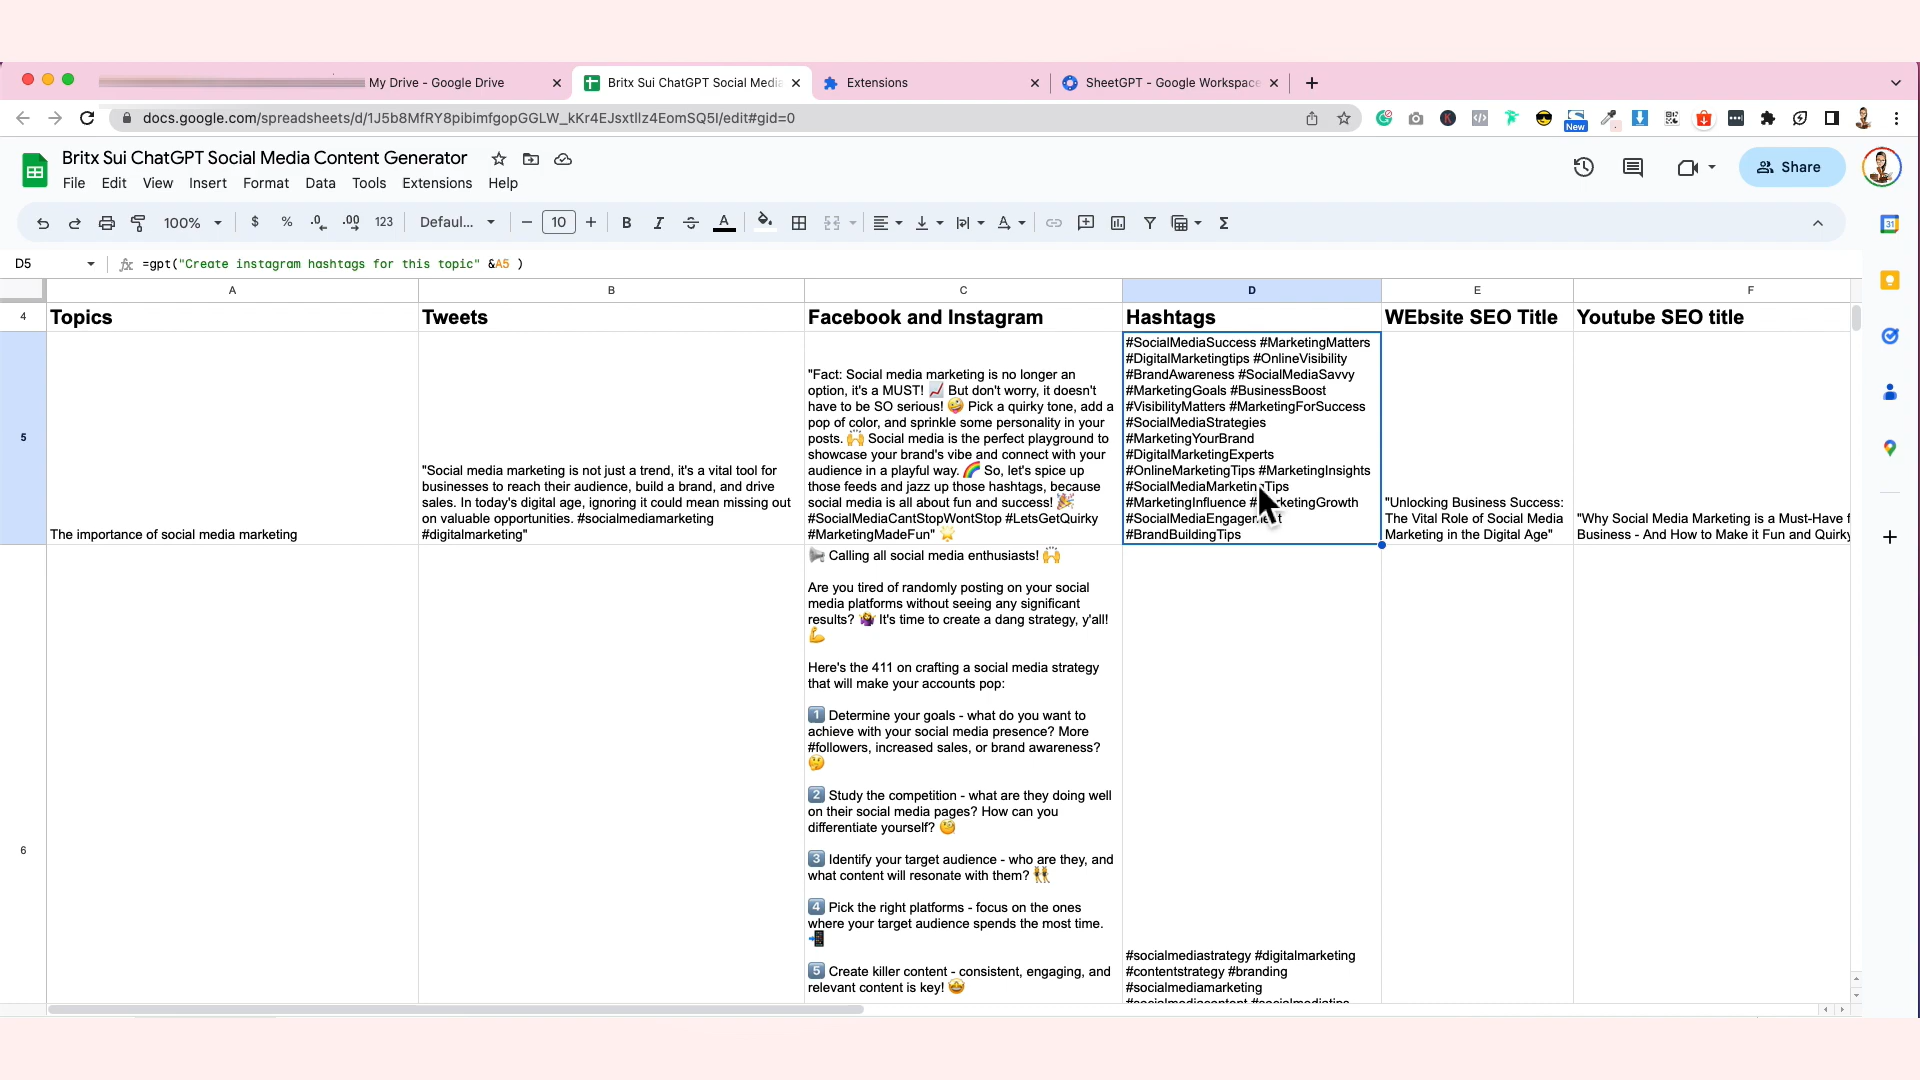 My Drive - Google Drive
Britx Sui ChatGPT Social Media
Extensions
SheetGPT - Google Workspace
docs.google.com/spreadsheets/d/1J5b8MfRY8pibimfgopGGLW_kKr4EJsxtllz4EomSQ5I/edit#gid=0
New
Britx Sui ChatGPT Social Media Content Generator
Share
File Edit View Insert Format Data Tools Extensions Help
100% $ % .0 .00 123 Defaul... 10 B I S A
31
D5 fx =gpt("Create instagram hashtags for this topic" &A5 )
A B C D E F
4 Topics Tweets Facebook and Instagram Hashtags WEbsite SEO Title Youtube SEO title
5
The importance of social media marketing
"Social media marketing is not just a trend, it's a vital tool for
businesses to reach their audience, build a brand, and drive
sales. In today's digital age, ignoring it could mean missing out
on valuable opportunities. #socialmediamarketing
#digitalmarketing"
"Fact: Social media marketing is no longer an
option, it's a MUST! 📈 But don't worry, it doesn't
have to be SO serious! 🤪 Pick a quirky tone, add a
pop of color, and sprinkle some personality in your
posts. 🙌 Social media is the perfect playground to
showcase your brand's vibe and connect with your
audience in a playful way. 🌈 So, let's spice up
those feeds and jazz up those hashtags, because
social media is all about fun and success! 🎉
#SocialMediaCantStopWontStop #LetsGetQuirky
#MarketingMadeFun" 🌟
#SocialMediaSuccess #MarketingMatters
#DigitalMarketingtips #OnlineVisibility
#BrandAwareness #SocialMediaSavvy
#MarketingGoals #BusinessBoost
#VisibilityMatters #MarketingForSuccess
#SocialMediaStrategies
#MarketingYourBrand
#DigitalMarketingExperts
#OnlineMarketingTips #MarketingInsights
#SocialMediaMarketingTips
#MarketingInfluence #MarketingGrowth
#SocialMediaEngagement
#BrandBuildingTips
"Unlocking Business Success:
The Vital Role of Social Media
Marketing in the Digital Age"
"Why Social Media Marketing is a Must-Have f
Business - And How to Make it Fun and Quirky
6
📢 Calling all social media enthusiasts! 🙌
Are you tired of randomly posting on your social
media platforms without seeing any significant
results? 🤷‍♀️ It's time to create a dang strategy, y'all!
💪
Here's the 411 on crafting a social media strategy
that will make your accounts pop:
1️⃣ Determine your goals - what do you want to
achieve with your social media presence? More
#followers, increased sales, or brand awareness?
🤔
2️⃣ Study the competition - what are they doing well
on their social media pages? How can you
differentiate yourself? 🧐
3️⃣ Identify your target audience - who are they, and
what content will resonate with them? 👯
4️⃣ Pick the right platforms - focus on the ones
where your target audience spends the most time.
📲
5️⃣ Create killer content - consistent, engaging, and
relevant content is key! 🤩
#socialmediastrategy #digitalmarketing
#contentstrategy #branding
#socialmediamarketing
#socialmediacontent #socialmediatips